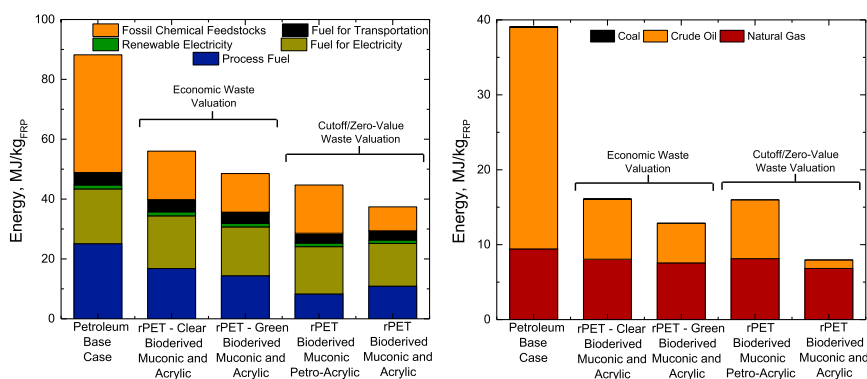 Energy, MJ/kgFRP
100
80
60
40
20
0
Fossil Chemical Feedstocks
Fuel for Transportation
Renewable Electricity
Fuel for Electricity
Process Fuel
Economic Waste
Valuation
Cutoff/Zero-Value
Waste Valuation
Petroleum
Base
Case
rPET - Clear
Bioderived
Muconic and
Acrylic
rPET - Green
Bioderived
Muconic and
Acrylic
rPET
Bioderived
Muconic
Petro-Acrylic
rPET
Bioderived
Muconic and
Acrylic
Energy, MJ/kgFRP
40
30
20
10
0
Coal
Crude Oil
Natural Gas
Economic Waste
Valuation
Cutoff/Zero-Value
Waste Valuation
Petroleum
Base
Case
rPET - Clear
Bioderived
Muconic and
Acrylic
rPET - Green
Bioderived
Muconic and
Acrylic
rPET
Bioderived
Muconic
Petro-Acrylic
rPET
Bioderived
Muconic and
Acrylic